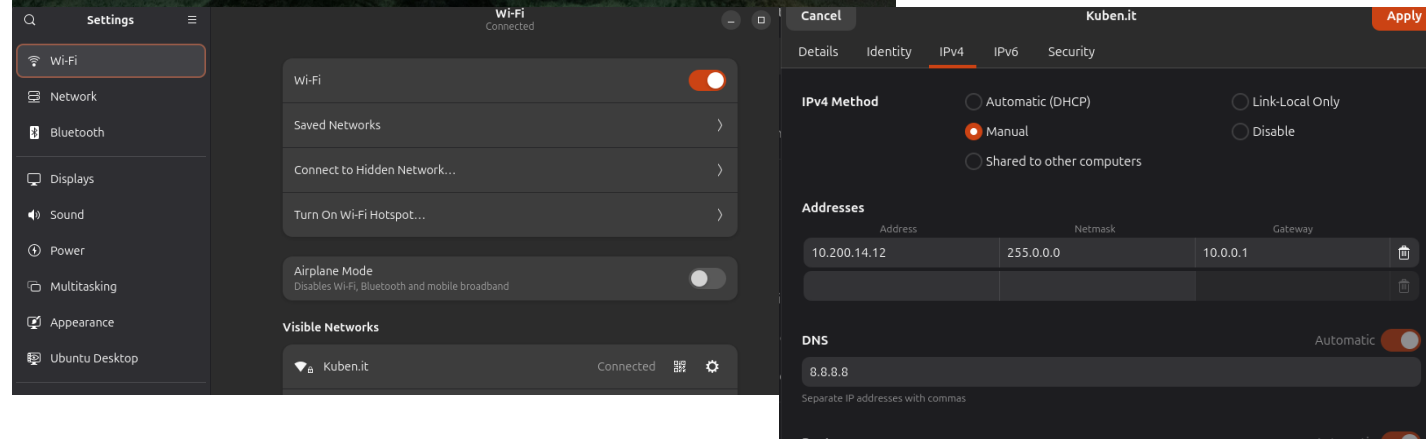 Settings
Wi-Fi
Connected
Wi-Fi
Network
Bluetooth
Displays
Sound
Power
Multitasking
Appearance
Ubuntu Desktop
Wi-Fi
Saved Networks
Connect to Hidden Network...
Turn On Wi-Fi Hotspot...
Airplane Mode
Disables Wi-Fi, Bluetooth and mobile broadband
Visible Networks
Kuben.it Connected
Cancel Kuben.it Apply
Details Identity IPv4 IPv6 Security
IPv4 Method Automatic (DHCP) Link-Local Only
Manual Disable
Shared to other computers
Addresses
Address Netmask Gateway
10.200.14.12 255.0.0.0 10.0.0.1
DNS Automatic
8.8.8.8
Separate IP addresses with commas